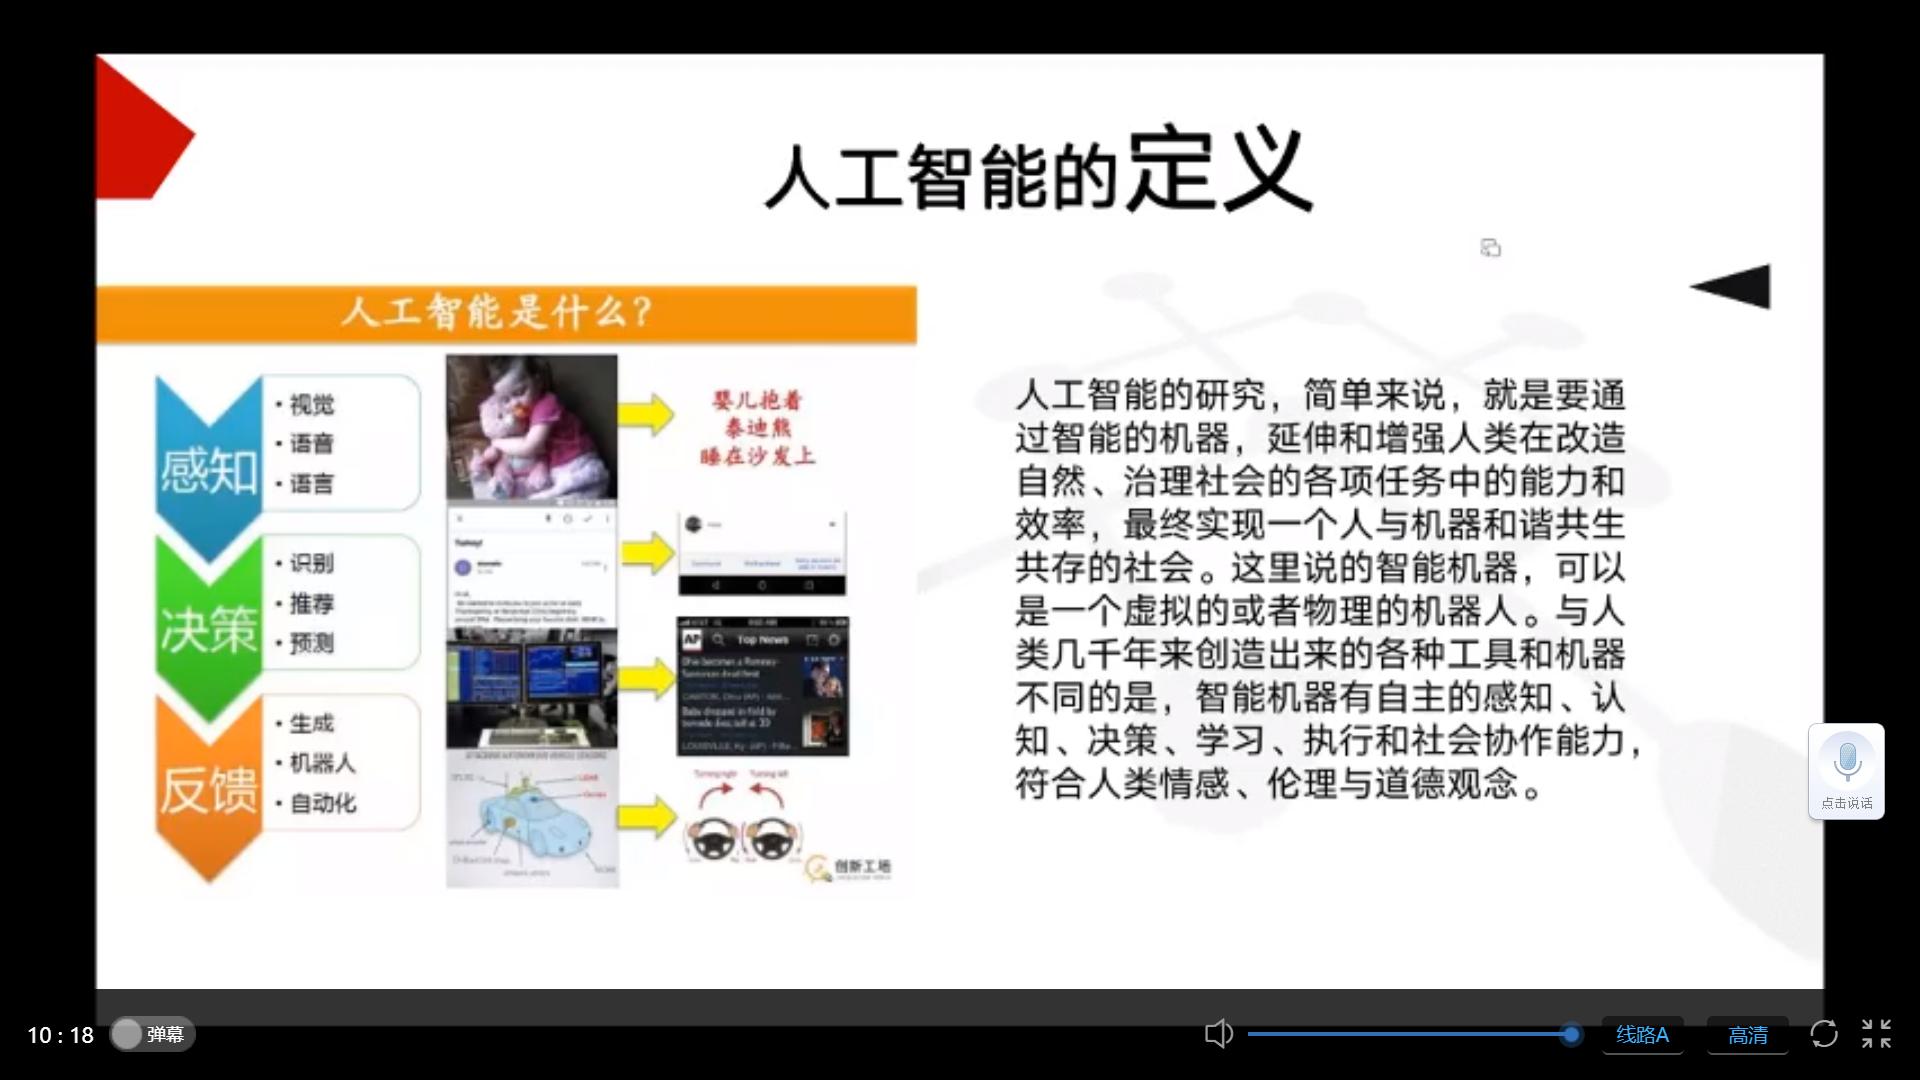 人工智能的定义
人工智能是什么？
感知
• 视觉
• 语音
• 语言
决策
• 识别
• 推荐
• 预测
反馈
• 生成
• 机器人
• 自动化
婴儿抱着
泰迪熊
睡在沙发上
AP
Top News
Turning right
Turning left
创新工场
人工智能的研究，简单来说，就是要通
过智能的机器，延伸和增强人类在改造
自然、治理社会的各项任务中的能力和
效率，最终实现一个人与机器和谐共生
共存的社会。这里说的智能机器，可以
是一个虚拟的或者物理的机器人。与人
类几千年来创造出来的各种工具和机器
不同的是，智能机器有自主的感知、认
知、决策、学习、执行和社会协作能力，
符合人类情感、伦理与道德观念。
点击说话
10:18
弹幕
线路A
高清